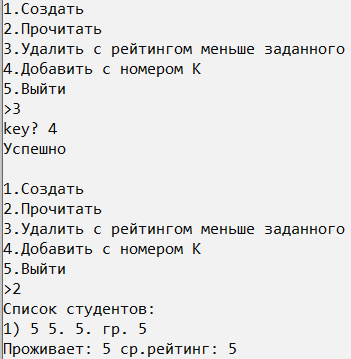 1.Создать
2.Прочитать
3.Удалить с рейтингом меньше заданного
4.Добавить с номером K
5.Выйти
>3
key? 4
Успешно
1.Создать
2.Прочитать
3.Удалить с рейтингом меньше заданного
4.Добавить с номером K
5.Выйти
>2
Список студентов:
1) 5 5. 5. гр. 5
Проживает: 5 ср.рейтинг: 5